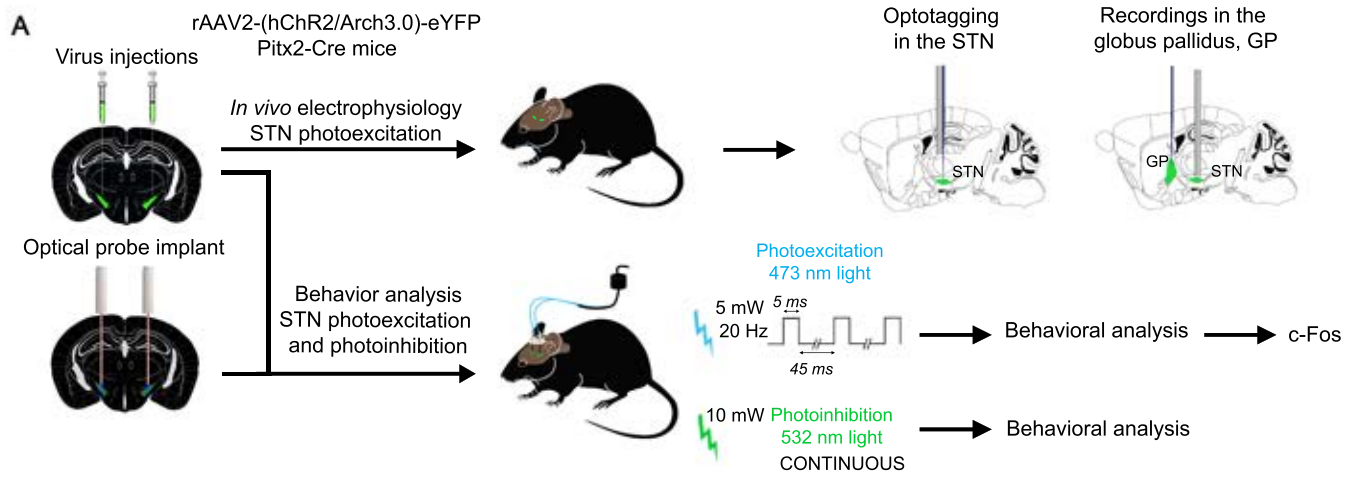 A
rAAV2-(hChR2/Arch3.0)-eYFP
Pitx2-Cre mice
Virus injections
In vivo electrophysiology
STN photoexcitation
Optotagging
in the STN
Recordings in the
globus pallidus, GP
STN
GP
STN
Optical probe implant
Behavior analysis
STN photoexcitation
and photoinhibition
Photoexcitation
473 nm light
5 mW
20 Hz
5 ms
45 ms
Behavioral analysis
c-Fos
10 mW
Photoinhibition
532 nm light
CONTINUOUS
Behavioral analysis